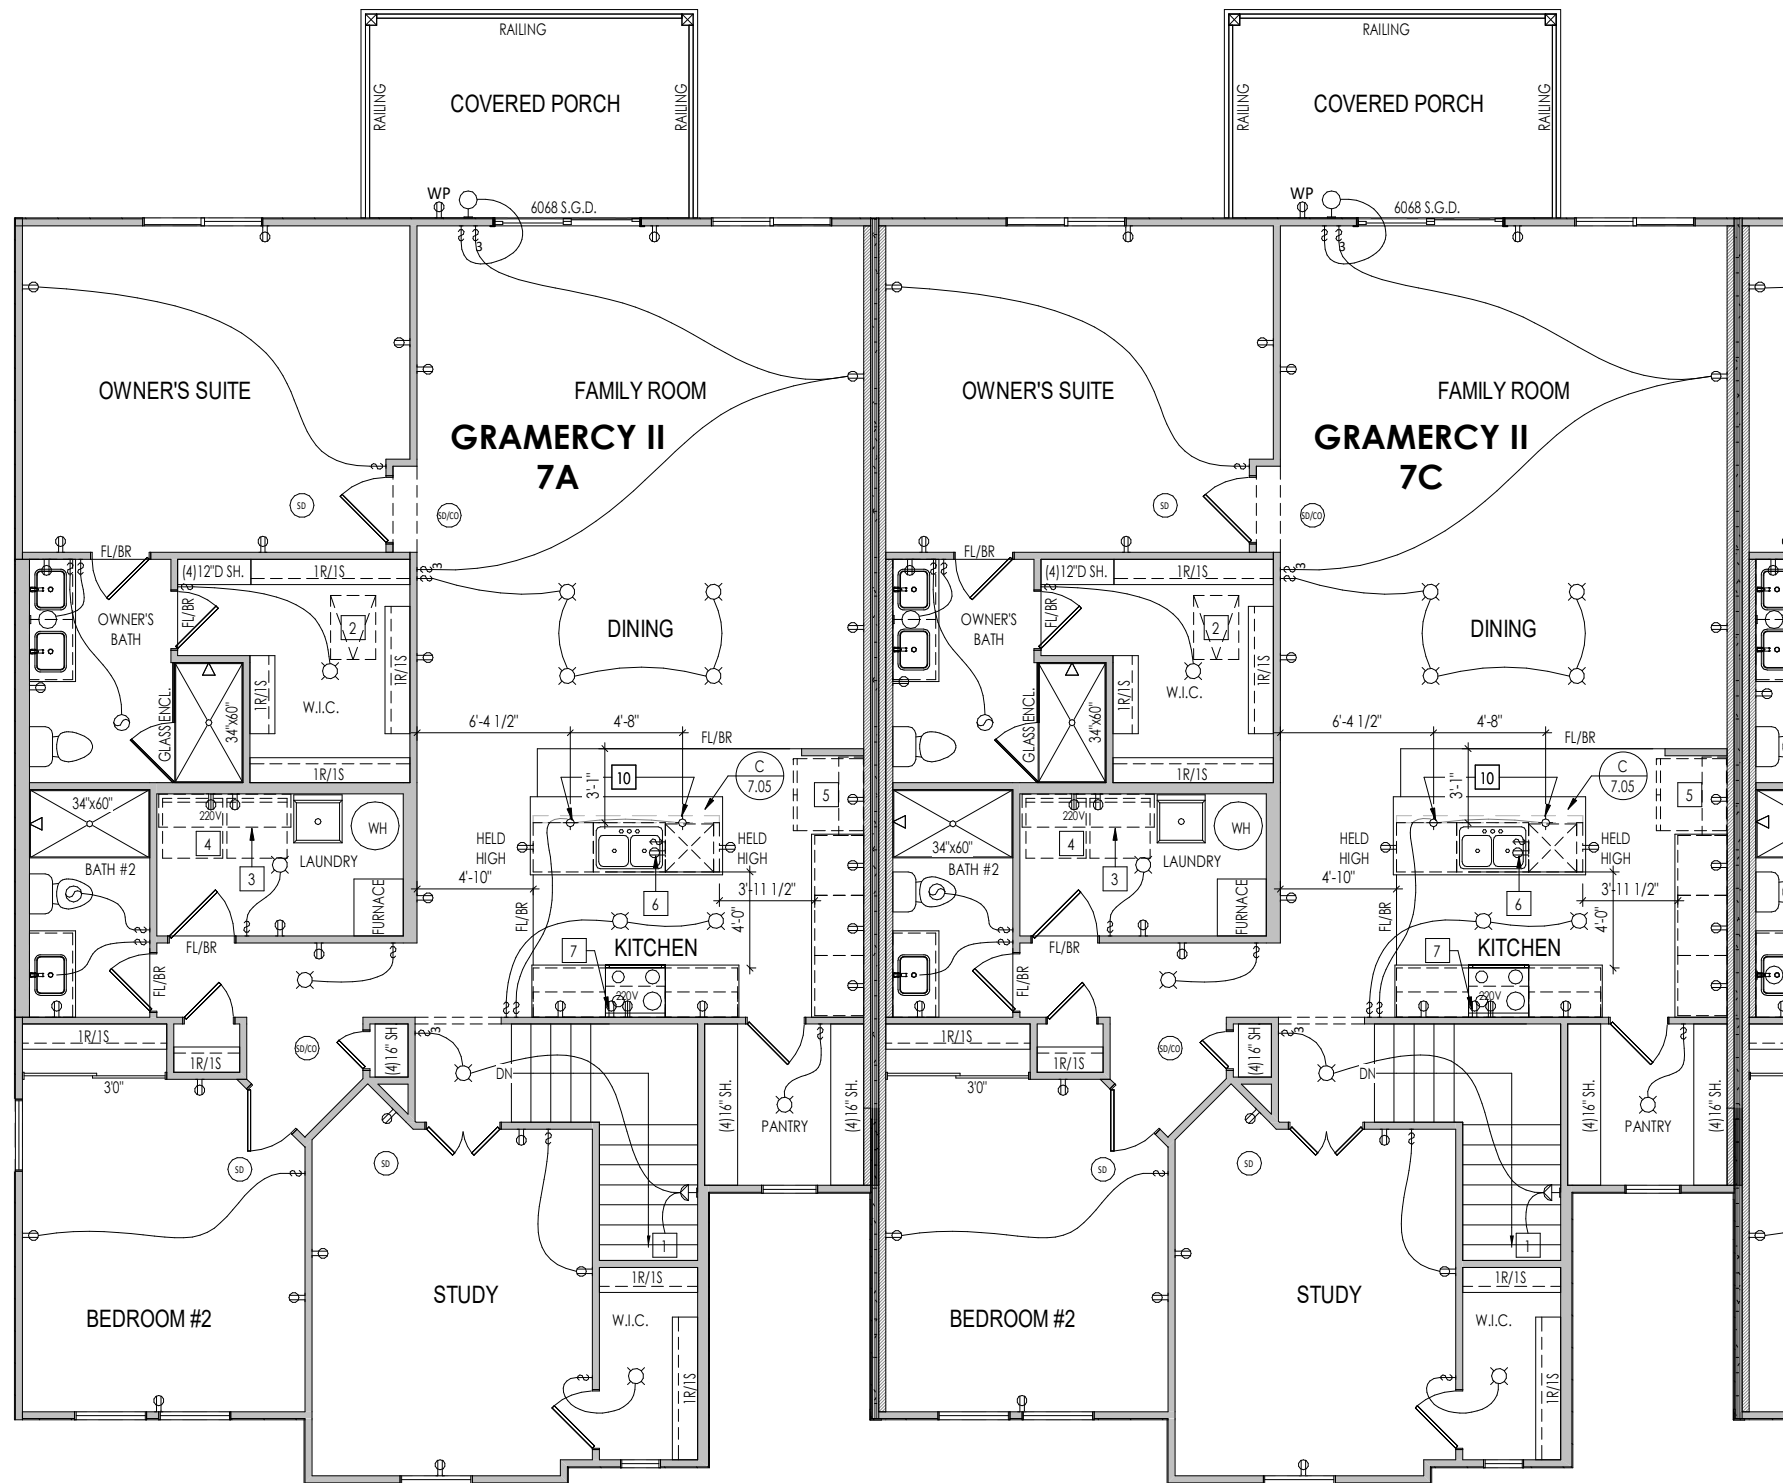 RAILING
RAILING
COVERED PORCH
RAILING
WP
6068 S.G.D.
3
OWNER'S SUITE
FAMILY ROOM
GRAMERCY II
7A
SD
SD/CO
FL/BR
(4)12"D SH.
1R/1S
3
OWNER'S
BATH
FL/BR
2
DINING
1R/1S
1R/1S
W.I.C.
GLASS ENCL.
34"x60"
6'-4 1/2"
4'-8"
FL/BR
1R/1S
10
3'-1"
C
7.05
5
34"x60"
220V
WH
4
LAUNDRY
HELD
HIGH
HELD
HIGH
BATH #2
3
4'-10"
3'-11 1/2"
FURNACE
FL/BR
6
4'-0"
FL/BR
FL/BR
7
KITCHEN
220V
1R/1S
SD/CO
(4)16" SH
3
1R/1S
3'0"
DN
(4)16" SH.
(4)16" SH.
PANTRY
SD
SD
1
1R/1S
BEDROOM #2
STUDY
W.I.C.
1R/1S
RAILING
RAILING
COVERED PORCH
RAILING
WP
6068 S.G.D.
3
OWNER'S SUITE
FAMILY ROOM
GRAMERCY II
7C
SD
SD/CO
FL/BR
(4)12"D SH.
1R/1S
3
OWNER'S
BATH
FL/BR
2
DINING
1R/1S
1R/1S
W.I.C.
GLASS ENCL.
34"x60"
6'-4 1/2"
4'-8"
FL/BR
1R/1S
10
3'-1"
C
7.05
5
220V
WH
34"x60"
4
LAUNDRY
HELD
HIGH
HELD
HIGH
BATH #2
3
4'-10"
3'-11 1/2"
FURNACE
FL/BR
6
4'-0"
FL/BR
FL/BR
7
KITCHEN
220V
1R/1S
SD/CO
(4)16" SH
3
1R/1S
3'0"
DN
(4)16" SH.
(4)16" SH.
PANTRY
SD
SD
1
1R/1S
BEDROOM #2
STUDY
W.I.C.
1R/1S